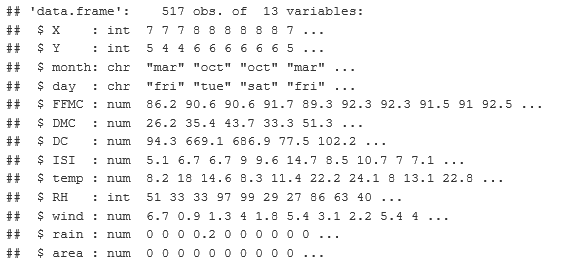 ## 'data.frame':    517 obs. of  13 variables:
##  $ X    : int  7 7 7 8 8 8 8 8 8 7 ...
##  $ Y    : int  5 4 4 6 6 6 6 6 6 5 ...
##  $ month: chr  "mar" "oct" "oct" "mar" ...
##  $ day  : chr  "fri" "tue" "sat" "fri" ...
##  $ FFMC : num  86.2 90.6 90.6 91.7 89.3 92.3 92.3 91.5 91 92.5 ...
##  $ DMC  : num  26.2 35.4 43.7 33.3 51.3 ...
##  $ DC   : num  94.3 669.1 686.9 77.5 102.2 ...
##  $ ISI  : num  5.1 6.7 6.7 9 9.6 14.7 8.5 10.7 7 7.1 ...
##  $ temp : num  8.2 18 14.6 8.3 11.4 22.2 24.1 8 13.1 22.8 ...
##  $ RH   : int  51 33 33 97 99 29 27 86 63 40 ...
##  $ wind : num  6.7 0.9 1.3 4 1.8 5.4 3.1 2.2 5.4 4 ...
##  $ rain : num  0 0 0 0.2 0 0 0 0 0 0 ...
##  $ area : num  0 0 0 0 0 0 0 0 0 0 ...